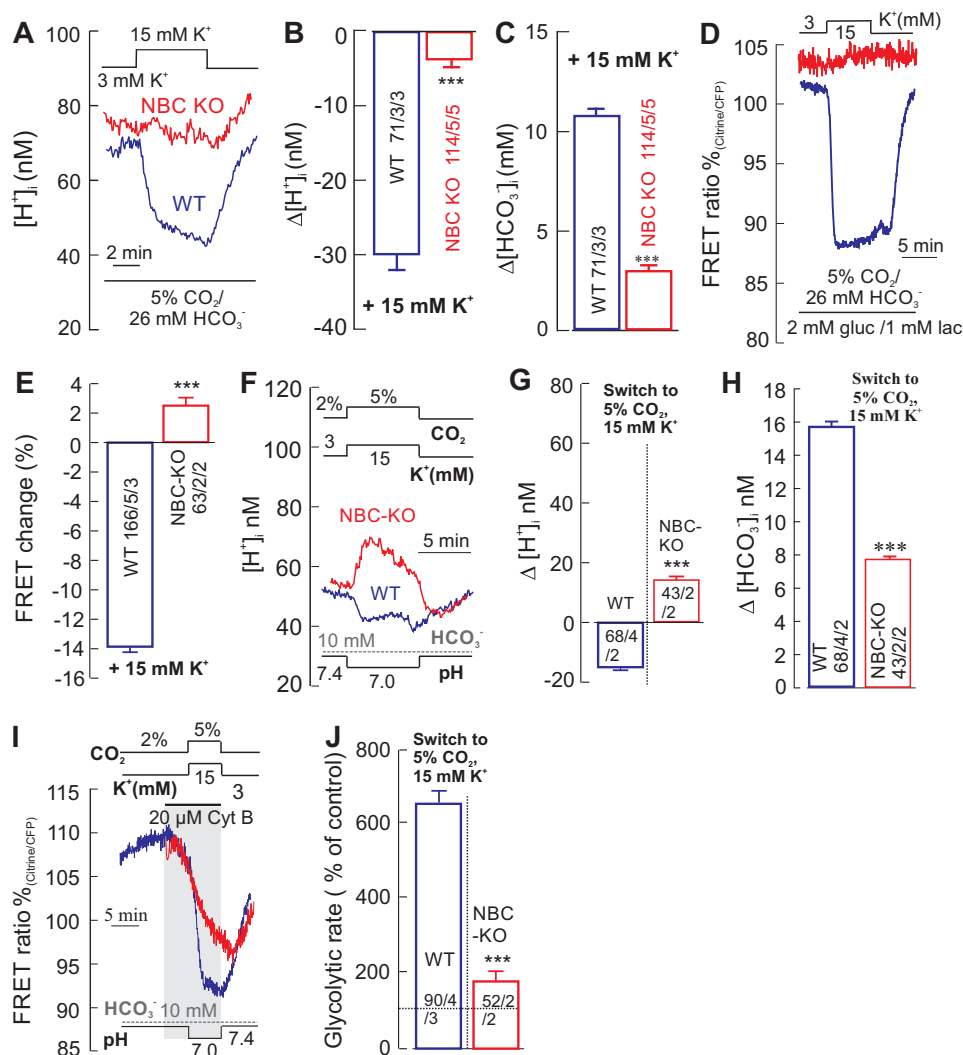 A
15 mM K⁺
3 mM K⁺
NBC KO
WT
2 min
5% CO₂/
26 mM HCO₃⁻
[H⁺]ᵢ (nM)
100
80
60
40
20
B
0
-10
-20
-30
-40
Δ[H⁺]ᵢ (nM)
WT 71/3/3
NBC KO 114/5/5
***
+ 15 mM K⁺
C
15
10
5
0
Δ[HCO₃⁻]ᵢ (mM)
+ 15 mM K⁺
WT 71/3/3
NBC KO 114/5/5
***
D
3
15
K⁺(mM)
105
100
95
90
85
80
FRET ratio %(Citrine/CFP)
5 min
5% CO₂/
26 mM HCO₃⁻
2 mM gluc /1 mM lac
E
4
2
0
-2
-4
-6
-8
-10
-12
-14
-16
FRET change (%)
***
WT 166/5/3
NBC-KO
63/2/2
+ 15 mM K⁺
F
120
100
80
60
40
20
[H⁺]ᵢ nM
2%
5%
CO₂
3
15
K⁺(mM)
NBC-KO
5 min
WT
10 mM
HCO₃⁻
7.4
7.0
pH
G
80
60
40
20
0
-20
Δ [H⁺]ᵢ nM
Switch to
5% CO₂,
15 mM K⁺
NBC-
KO
***
WT
43/2
/2
68/4
/2
H
18
16
14
12
10
8
6
4
2
0
Δ [HCO₃⁻]ᵢ nM
Switch to
5% CO₂,
15 mM K⁺
***
WT
68/4/2
NBC-KO
43/2/2
I
CO₂
2%
5%
K⁺(mM)
15
3
20 µM Cyt B
115
110
105
100
95
90
85
FRET ratio %(Citrine/CFP)
5 min
HCO₃⁻ 10 mM
pH
7.0
7.4
J
800
600
400
200
0
Glycolytic rate ( % of control)
Switch to
5% CO₂,
15 mM K⁺
WT
90/4
/3
NBC
-KO
***
52/2
/2